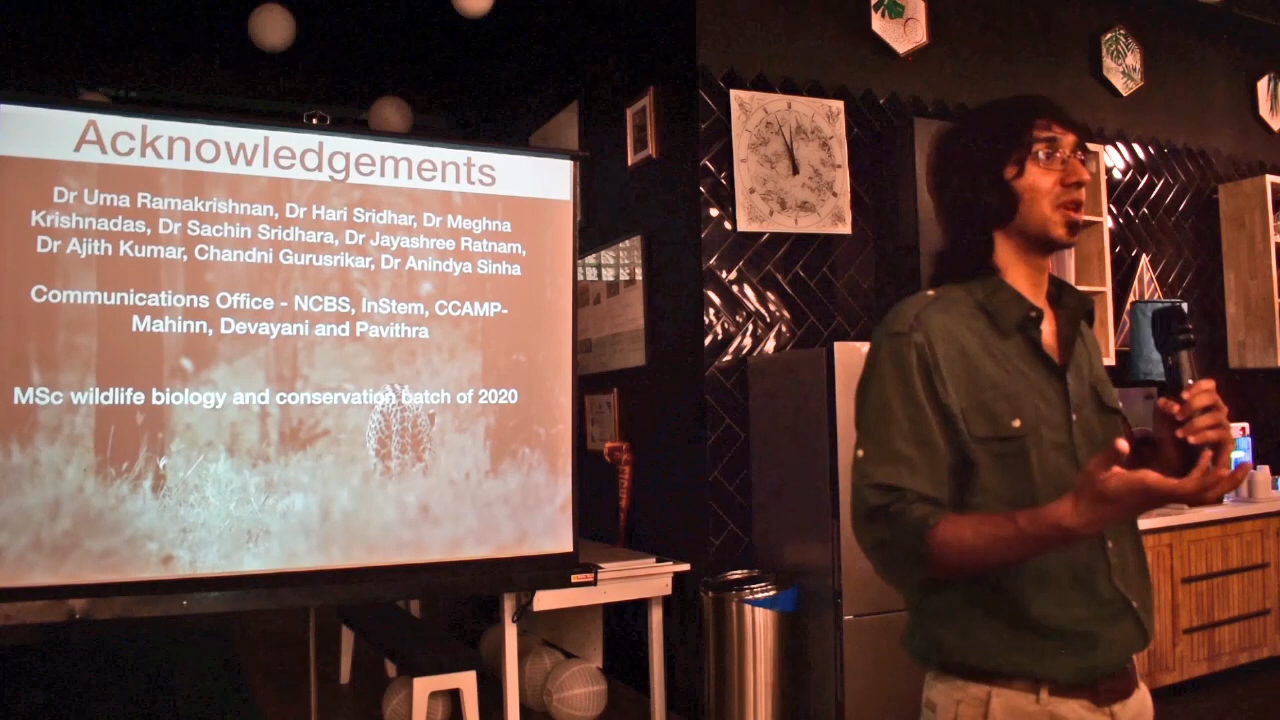 Acknowledgements
Dr Uma Ramakrishnan, Dr Hari Sridhar, Dr Meghna
Krishnadas, Dr Sachin Sridhara, Dr Jayashree Ratnam,
Dr Ajith Kumar, Chandni Gurusrikar, Dr Anindya Sinha
Communications Office - NCBS, InStem, CCAMP-
Mahinn, Devayani and Pavithra
MSc wildlife biology and conservation batch of 2020